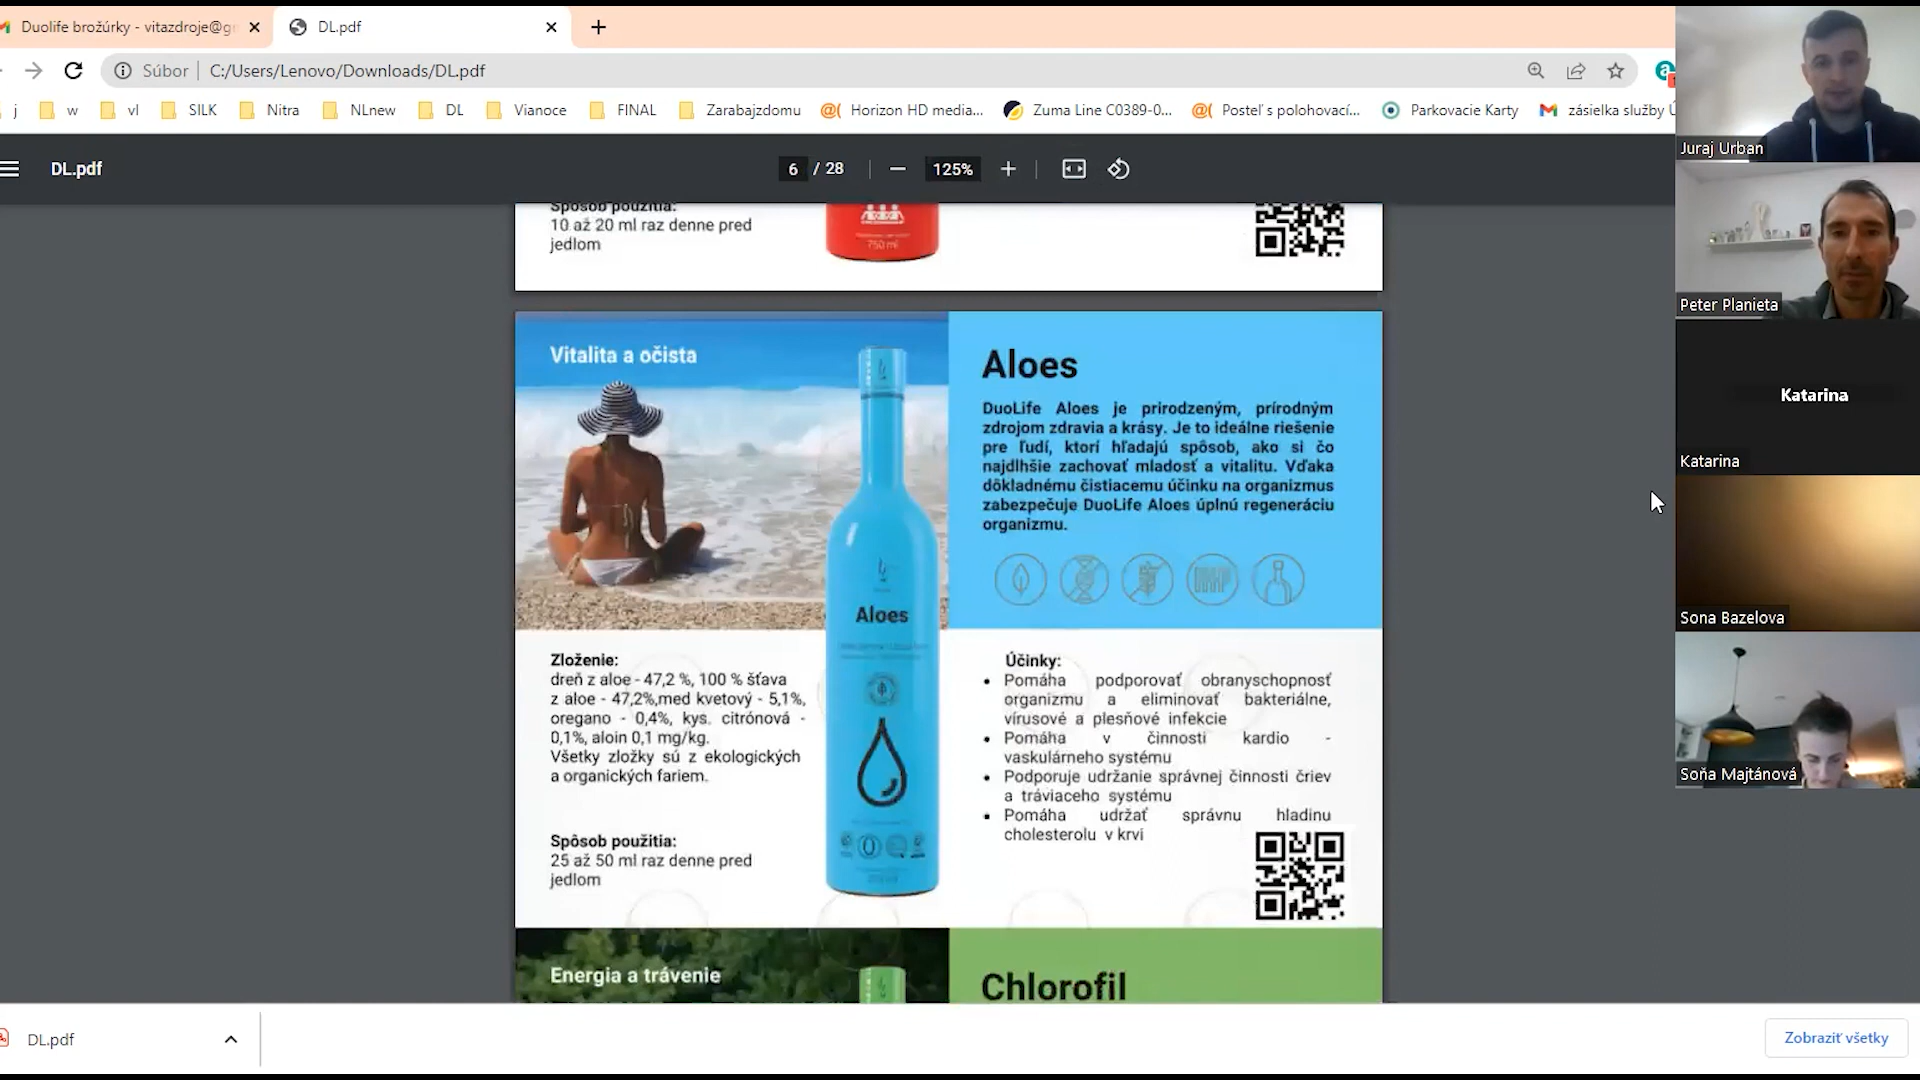 Duolife brožúrky - vitazdroje@g
DL.pdf
Súbor
C:/Users/Lenovo/Downloads/DL.pdf
j
w
vl
SILK
Nitra
NLnew
DL
Vianoce
FINAL
Zarabajzdomu
Horizon HD media...
Zuma Line C0389-0...
Posteľ s polohovací...
Parkovacie Karty
zásielka služby
DL.pdf
6 / 28
125%
Spôsob použitia:
10 až 20 ml raz denne pred
jedlom
750 ml
Vitalita a očista
Aloes
DuoLife Aloes je prirodzeným, prírodným
zdrojom zdravia a krásy. Je to ideálne riešenie
pre ľudí, ktorí hľadajú spôsob, ako si čo
najdlhšie zachovať mladosť a vitalitu. Vďaka
dôkladnému čistiacemu účinku na organizmus
zabezpečuje DuoLife Aloes úplnú regeneráciu
organizmu.
Aloes
Zloženie:
dreň z aloe - 47,2 %, 100 % šťava
z aloe - 47,2%,med kvetový - 5,1%,
oregano - 0,4%, kys. citrónová -
0,1%, aloin 0,1 mg/kg.
Všetky zložky sú z ekologických
a organických fariem.
Spôsob použitia:
25 až 50 ml raz denne pred
jedlom
Účinky:
• Pomáha podporovať obranyschopnosť
organizmu a eliminovať bakteriálne,
vírusové a plesňové infekcie
• Pomáha v činnosti kardio -
vaskulárneho systému
• Podporuje udržanie správnej činnosti čriev
a tráviaceho systému
• Pomáha udržať správnu hladinu
cholesterolu v krvi
Energia a trávenie
Chlorofil
DL.pdf
Zobraziť všetky
Juraj Urban
Peter Planieta
Katarina
Katarina
Sona Bazelova
Soňa Majtánová